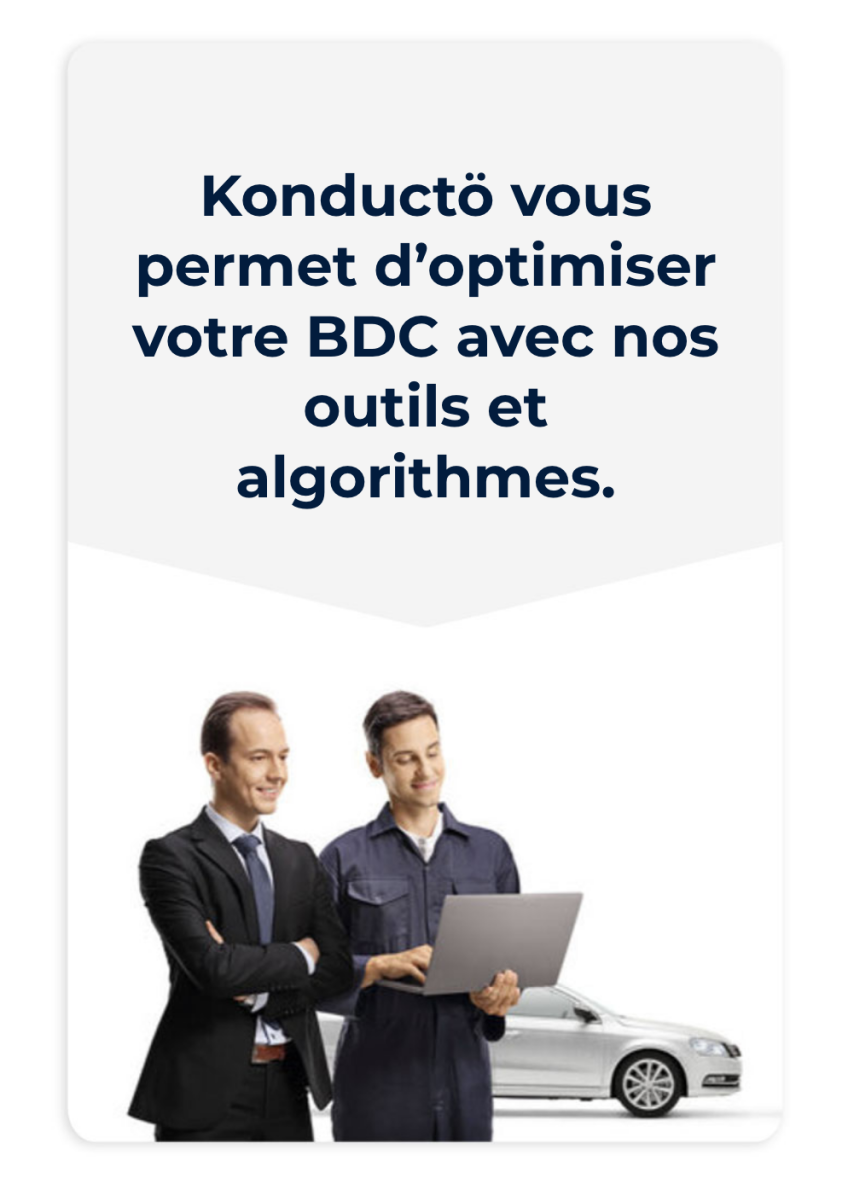 Konductö vous
permet d’optimiser
votre BDC avec nos
outils et
algorithmes.